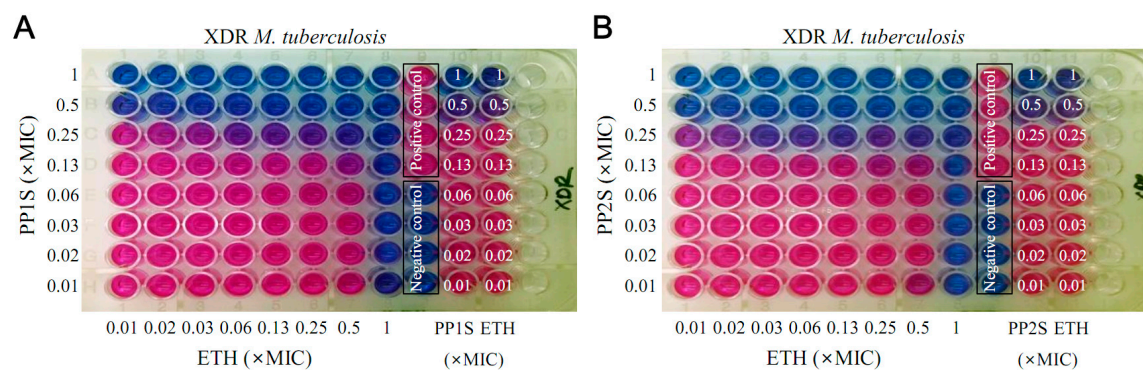 A
XDR M. tuberculosis
PP1S (×MIC)
1
0.5
0.25
0.13
0.06
0.03
0.02
0.01
Positive control
Negative control
1 1
0.5 0.5
0.25 0.25
0.13 0.13
0.06 0.06
0.03 0.03
0.02 0.02
0.01 0.01
XDR
0.01 0.02 0.03 0.06 0.13 0.25 0.5 1
PP1S ETH
ETH (×MIC)
(×MIC)
B
XDR M. tuberculosis
PP2S (×MIC)
1
0.5
0.25
0.13
0.06
0.03
0.02
0.01
Positive control
Negative control
1 1
0.5 0.5
0.25 0.25
0.13 0.13
0.06 0.06
0.03 0.03
0.02 0.02
0.01 0.01
0.01 0.02 0.03 0.06 0.13 0.25 0.5 1
PP2S ETH
ETH (×MIC)
(×MIC)